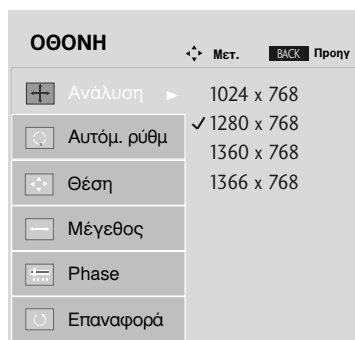 ΟΘΟΝΗ
Μετ. BACK Προηγ
Ανάλυση ►
1024 x 768
✓ 1280 x 768
1360 x 768
1366 x 768
Αυτόμ. ρύθμ
Θέση
Μέγεθος
Phase
Επαναφορά